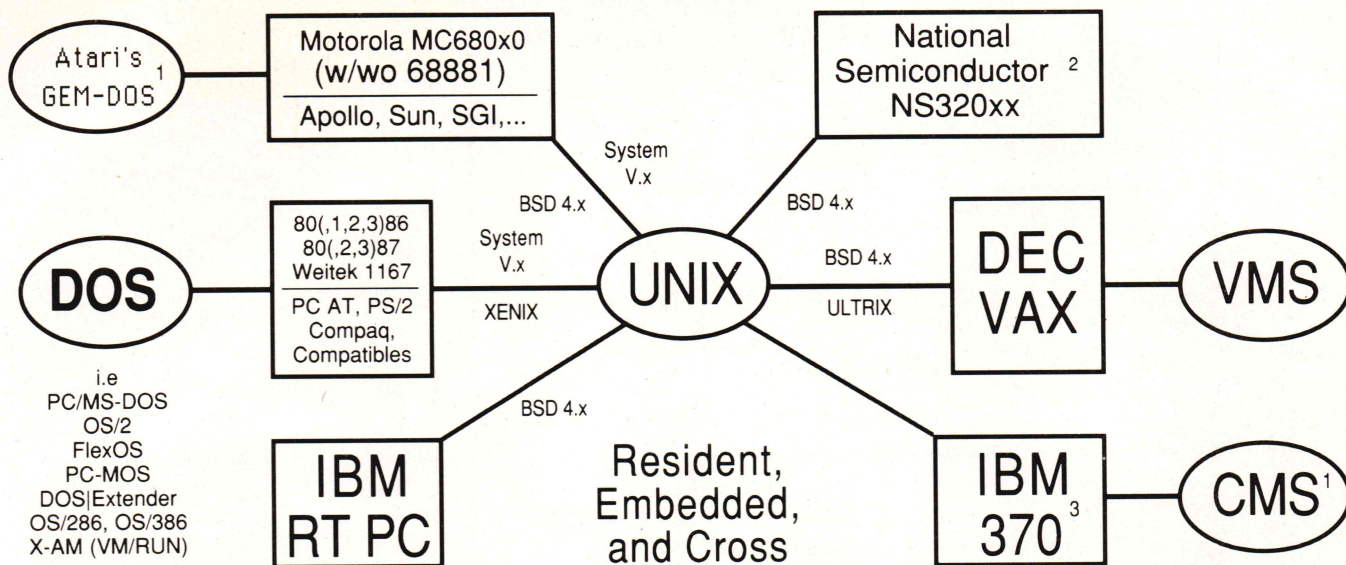 Atari's 1
GEM-DOS
Motorola MC680x0
(w/wo 68881)
Apollo, Sun, SGI,...
National
Semiconductor 2
NS320xx
System
V.x
BSD 4.x
BSD 4.x
DOS
80(,1,2,3)86
80(,2,3)87
Weitek 1167
PC AT, PS/2
Compaq,
Compatibles
System
V.x
XENIX
UNIX
BSD 4.x
ULTRIX
DEC
VAX
VMS
i.e
PC/MS-DOS
OS/2
FlexOS
PC-MOS
DOS|Extender
OS/286, OS/386
X-AM (VM/RUN)
BSD 4.x
IBM
RT PC
Resident,
Embedded,
and Cross
IBM
370 3
CMS 1